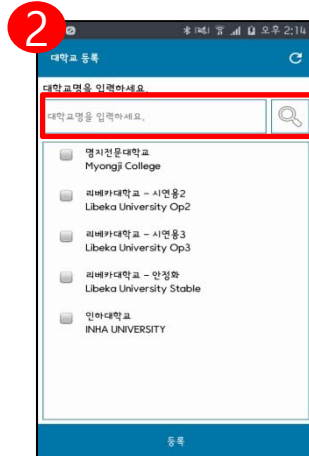 2
오후 2:14
대학교 등록
대학교명을 입력하세요.
대학교명을 입력하세요.
명지전문대학교
Myongji College
리베카대학교 - 시연용2
Libeka University Op2
리베카대학교 - 시연용3
Libeka University Op3
리베카대학교 - 안정화
Libeka University Stable
인하대학교
INHA UNIVERSITY
등록